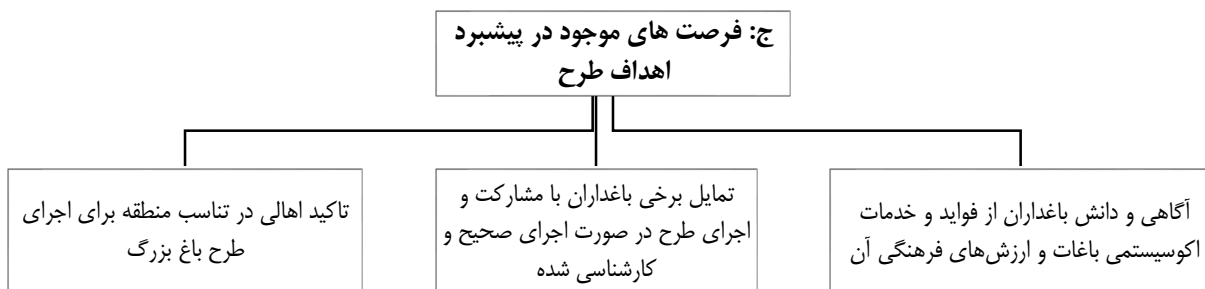 ج: فرصت های موجود در پیشبرد
اهداف طرح
آگاهی و دانش باغداران از فواید و خدمات
اکوسیستمی باغات و ارزش‌های فرهنگی آن
تمایل برخی باغداران با مشارکت و
اجرای طرح در صورت اجرای صحیح و
کارشناسی شده
تاکید اهالی در تناسب منطقه برای اجرای
طرح باغ بزرگ